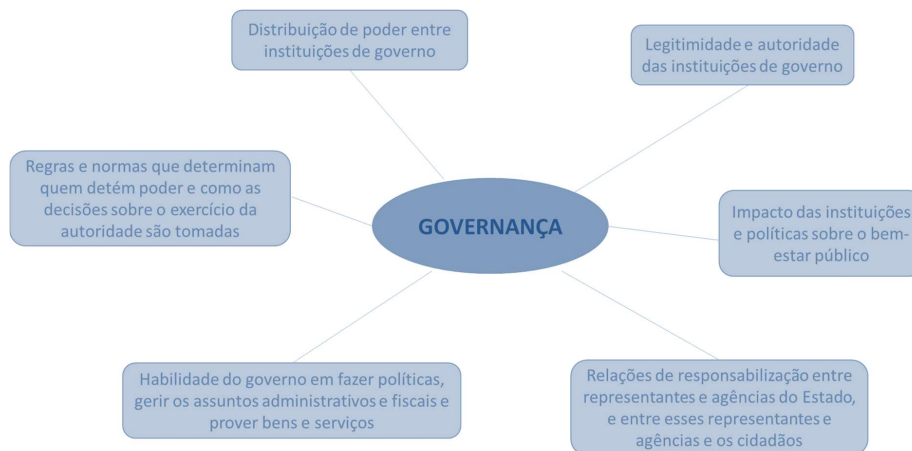 Distribuição de poder entre
instituições de governo
Legitimidade e autoridade
das instituições de governo
Regras e normas que determinam
quem detém poder e como as
decisões sobre o exercício da
autoridade são tomadas
GOVERNANÇA
Impacto das instituições
e políticas sobre o bem-
estar público
Habilidade do governo em fazer políticas,
gerir os assuntos administrativos e fiscais e
prover bens e serviços
Relações de responsabilização entre
representantes e agências do Estado,
e entre esses representantes e
agências e os cidadãos